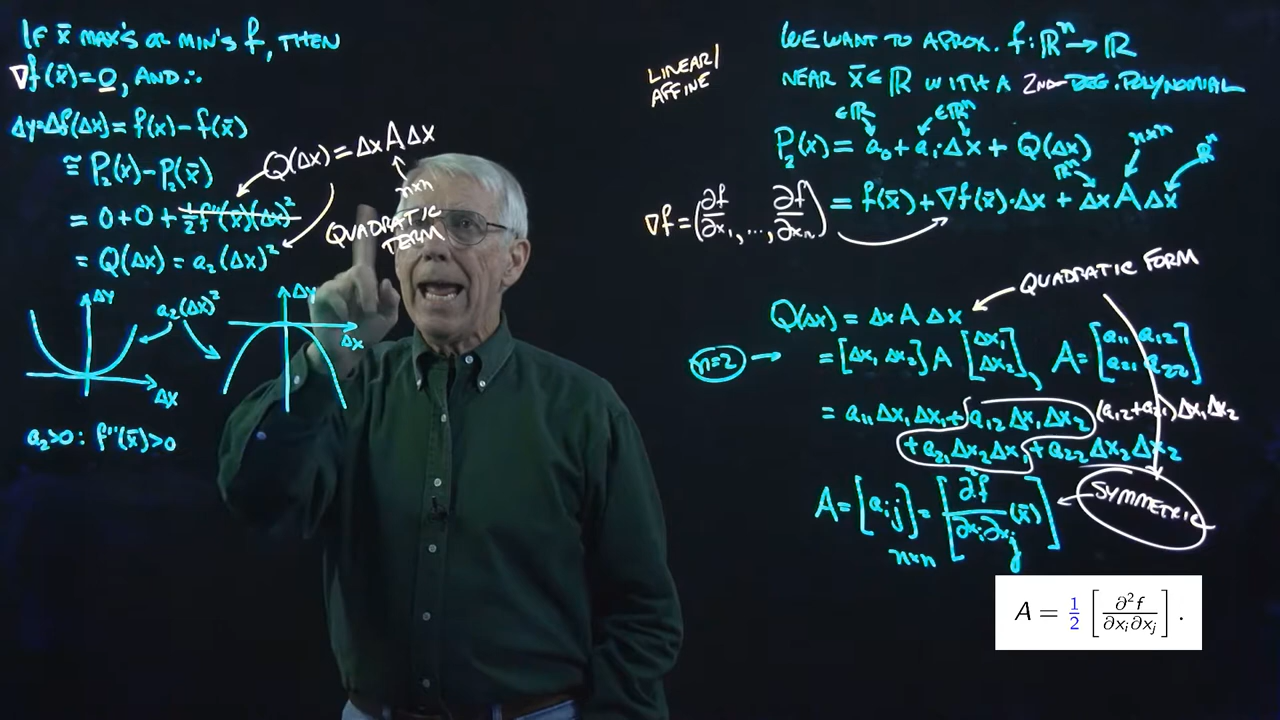 IF x̄ MAX'S OR MIN'S f, THEN
∇f(x̄)=0, AND ∴
Δy=Δf(Δx)= f(x)-f(x̄)
≅ P₂(x)-P₂(x̄)
= 0+0+½f''(x̄)(Δx)²
= Q(Δx) = a₂(Δx)²
Q(Δx)=ΔxAΔx
n×n
QUADRATIC
TERM
ΔY
a₂(Δx)²
ΔY
Δx
Δx
a₂>0: f''(x̄)>0
LINEAR/
AFFINE
WE WANT TO APPROX. f:ℝⁿ→ℝ
NEAR x̄∈ℝ WITH A 2ND-DEG. POLYNOMIAL
∈ℝ ∈ℝⁿ
P₂(x)= a₀+a₁·Δx + Q(Δx)
n×n
ℝⁿ ℝⁿ
= f(x̄)+∇f(x̄)·Δx + Δx A Δx
∇f=(∂f/∂x₁,...,∂f/∂xₙ)
QUADRATIC FORM
Q(Δx) = Δx A Δx
n=2 → =[Δx₁ Δx₂] A [Δx₁ Δx₂], A=[a₁₁ a₁₂ a₂₁ a₂₂]
= a₁₁Δx₁Δx₁+a₁₂Δx₁Δx₂ (a₁₂+a₂₁)Δx₁Δx₂
+a₂₁Δx₂Δx₁+a₂₂Δx₂Δx₂
A=[aᵢⱼ]=[∂²f/∂xᵢ∂xⱼ(x̄)]
n×n
SYMMETRIC
A = 1/2 [∂²f/∂xᵢ∂xⱼ].